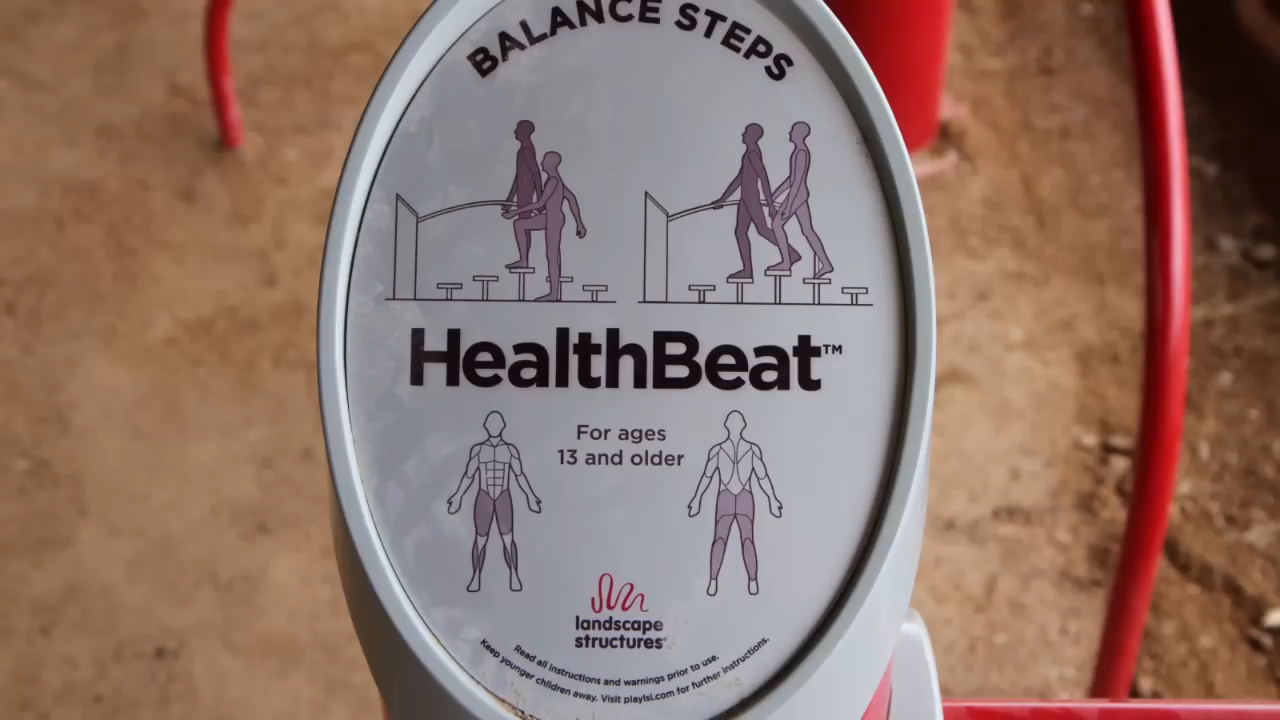 BALANCE STEPS
HealthBeat™
For ages
13 and older
landscape
structures®
Read all instructions and warnings prior to use.
Keep younger children away. Visit playlsi.com for further instructions.